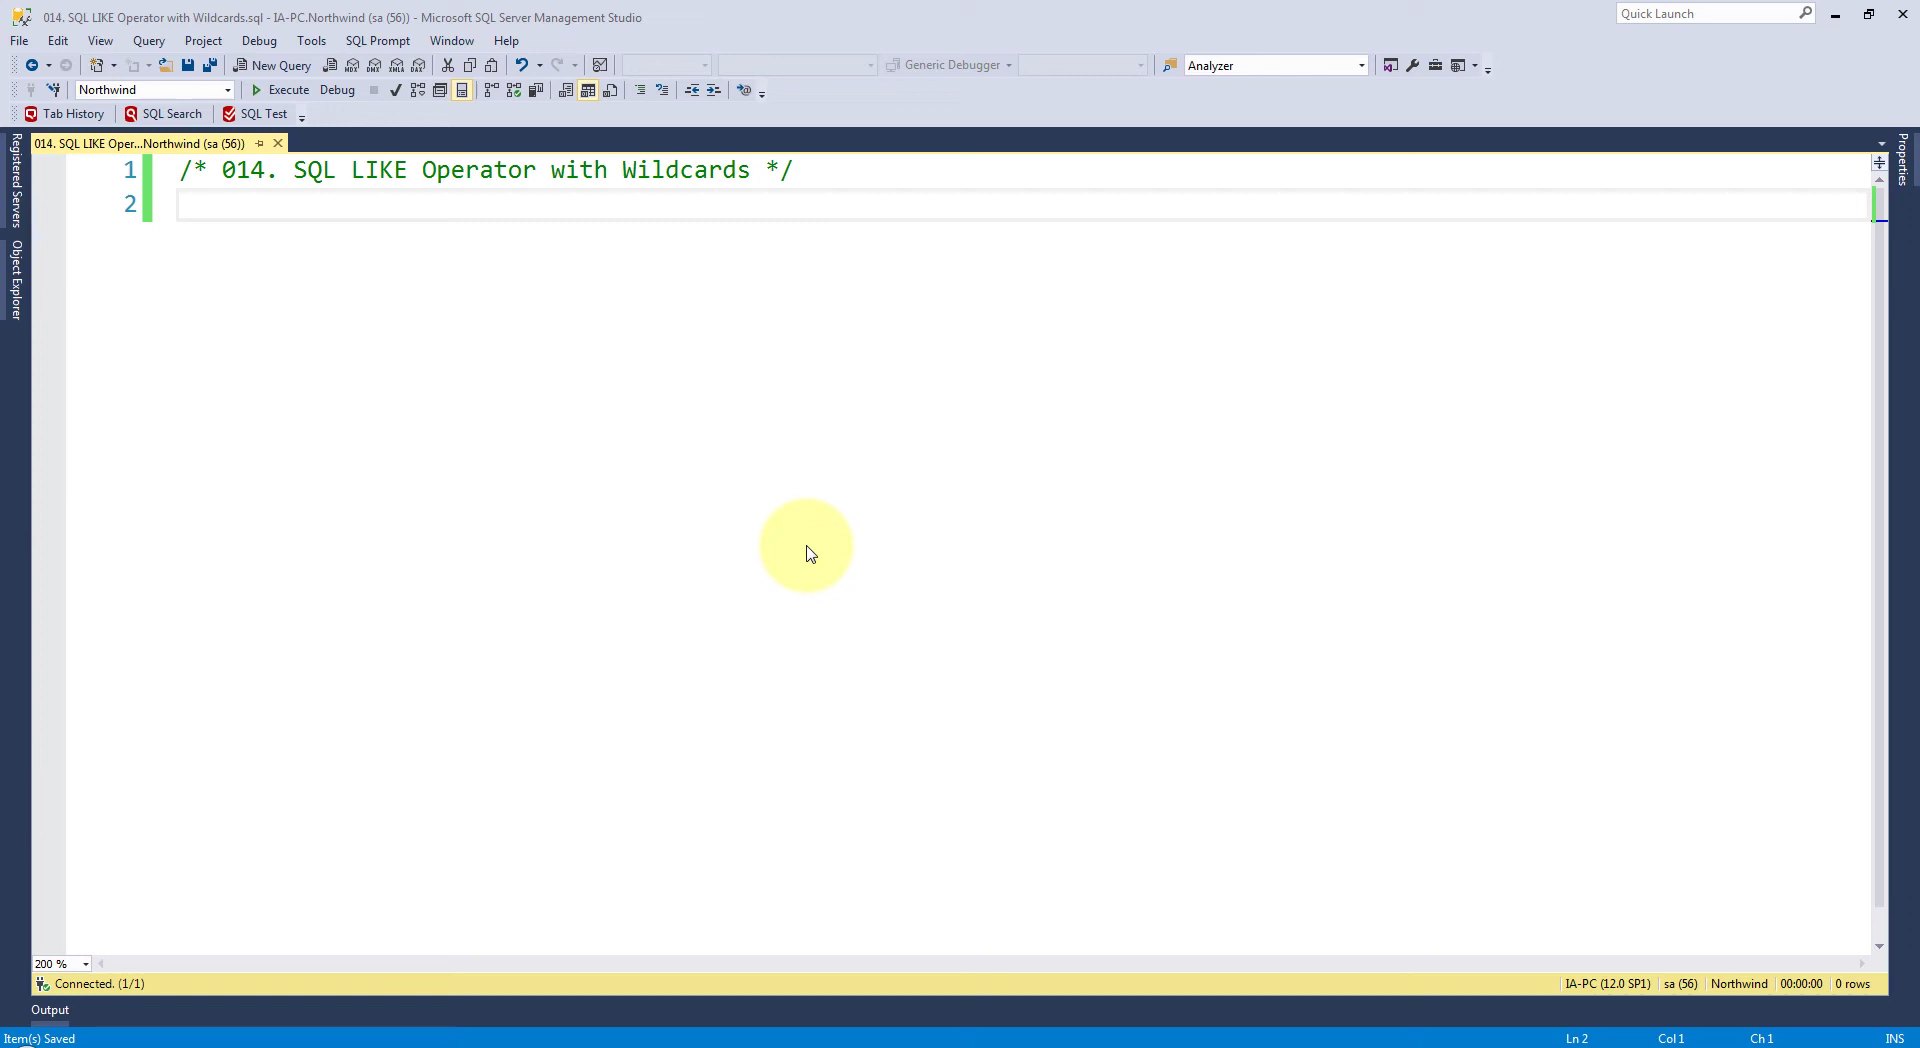 014. SQL LIKE Operator with Wildcards.sql - IA-PC.Northwind (sa (56)) - Microsoft SQL Server Management Studio
Quick Launch
File Edit View Query Project Debug Tools SQL Prompt Window Help
New Query
Generic Debugger
Analyzer
Northwind
Execute Debug
Tab History SQL Search SQL Test
014. SQL LIKE Oper...Northwind (sa (56))
Registered Servers
Object Explorer
Properties
1 /* 014. SQL LIKE Operator with Wildcards */
2
200 %
Connected. (1/1)
IA-PC (12.0 SP1) sa (56) Northwind 00:00:00 0 rows
Output
Item(s) Saved
Ln 2 Col 1 Ch 1 INS